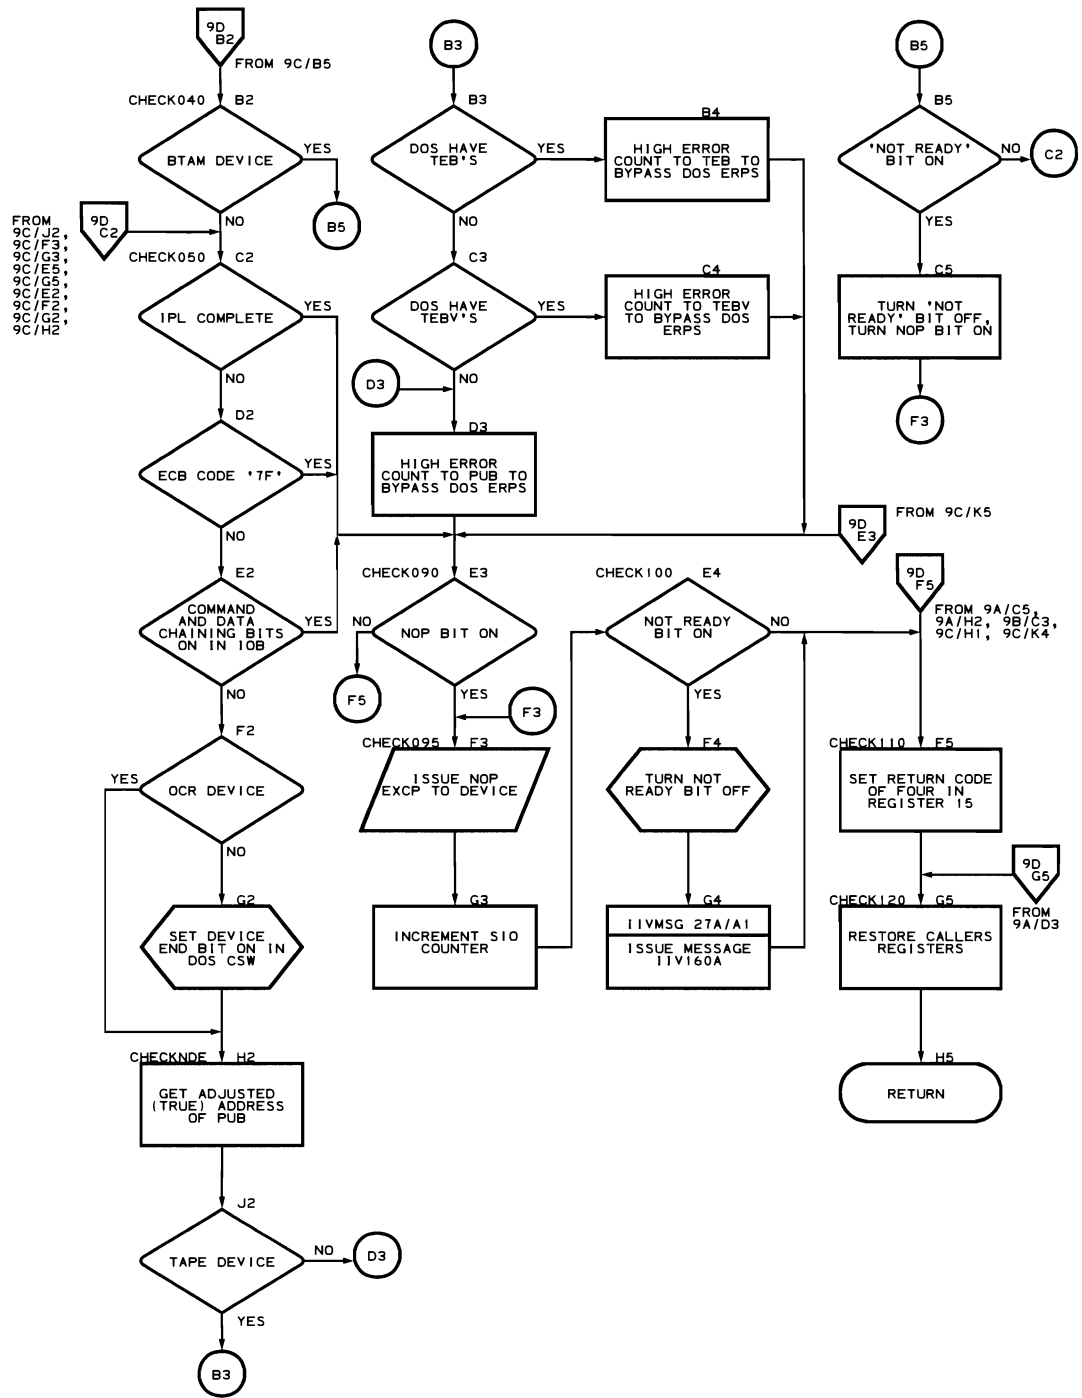 9D
B2
FROM 9C/B5
CHECK040 B2
BTAM DEVICE
YES
B5
NO
FROM
9C/J2,
9C/F3,
9C/G3,
9C/E5,
9C/G5,
9C/E2,
9C/F2,
9C/G2,
9C/H2
9D
C2
CHECK050 C2
IPL COMPLETE
YES
NO
D2
ECB CODE '7F'
YES
NO
E2
COMMAND
AND DATA
CHAINING BITS
ON IN IOB
YES
NO
F2
YES
OCR DEVICE
NO
G2
SET DEVICE
END BIT ON IN
DOS CSW
CHECKNDE H2
GET ADJUSTED
(TRUE) ADDRESS
OF PUB
J2
TAPE DEVICE
NO
D3
YES
B3
B3
B3
DOS HAVE
TEB'S
YES
NO
B4
HIGH ERROR
COUNT TO TEB TO
BYPASS DOS ERPS
C3
DOS HAVE
TEBV'S
YES
NO
C4
HIGH ERROR
COUNT TO TEBV
TO BYPASS DOS
ERPS
D3
D3
HIGH ERROR
COUNT TO PUB TO
BYPASS DOS ERPS
9D
E3
FROM 9C/K5
CHECK090 E3
NO
NOP BIT ON
F5
YES
F3
CHECK095 F3
ISSUE NOP
EXCP TO DEVICE
G3
INCREMENT SIO
COUNTER
CHECK100 E4
NOT READY
BIT ON
NO
YES
F4
TURN NOT
READY BIT OFF
G4
IIVMSG 27A/A1
ISSUE MESSAGE
IIV160A
B5
B5
'NOT READY'
BIT ON
NO
C2
YES
C5
TURN 'NOT
READY' BIT OFF,
TURN NOP BIT ON
F3
9D
F5
FROM 9A/C5,
9A/H2, 9B/C3,
9C/H1, 9C/K4
CHECK110 F5
SET RETURN CODE
OF FOUR IN
REGISTER 15
9D
G5
FROM
9A/D3
CHECK120 G5
RESTORE CALLERS
REGISTERS
H5
RETURN